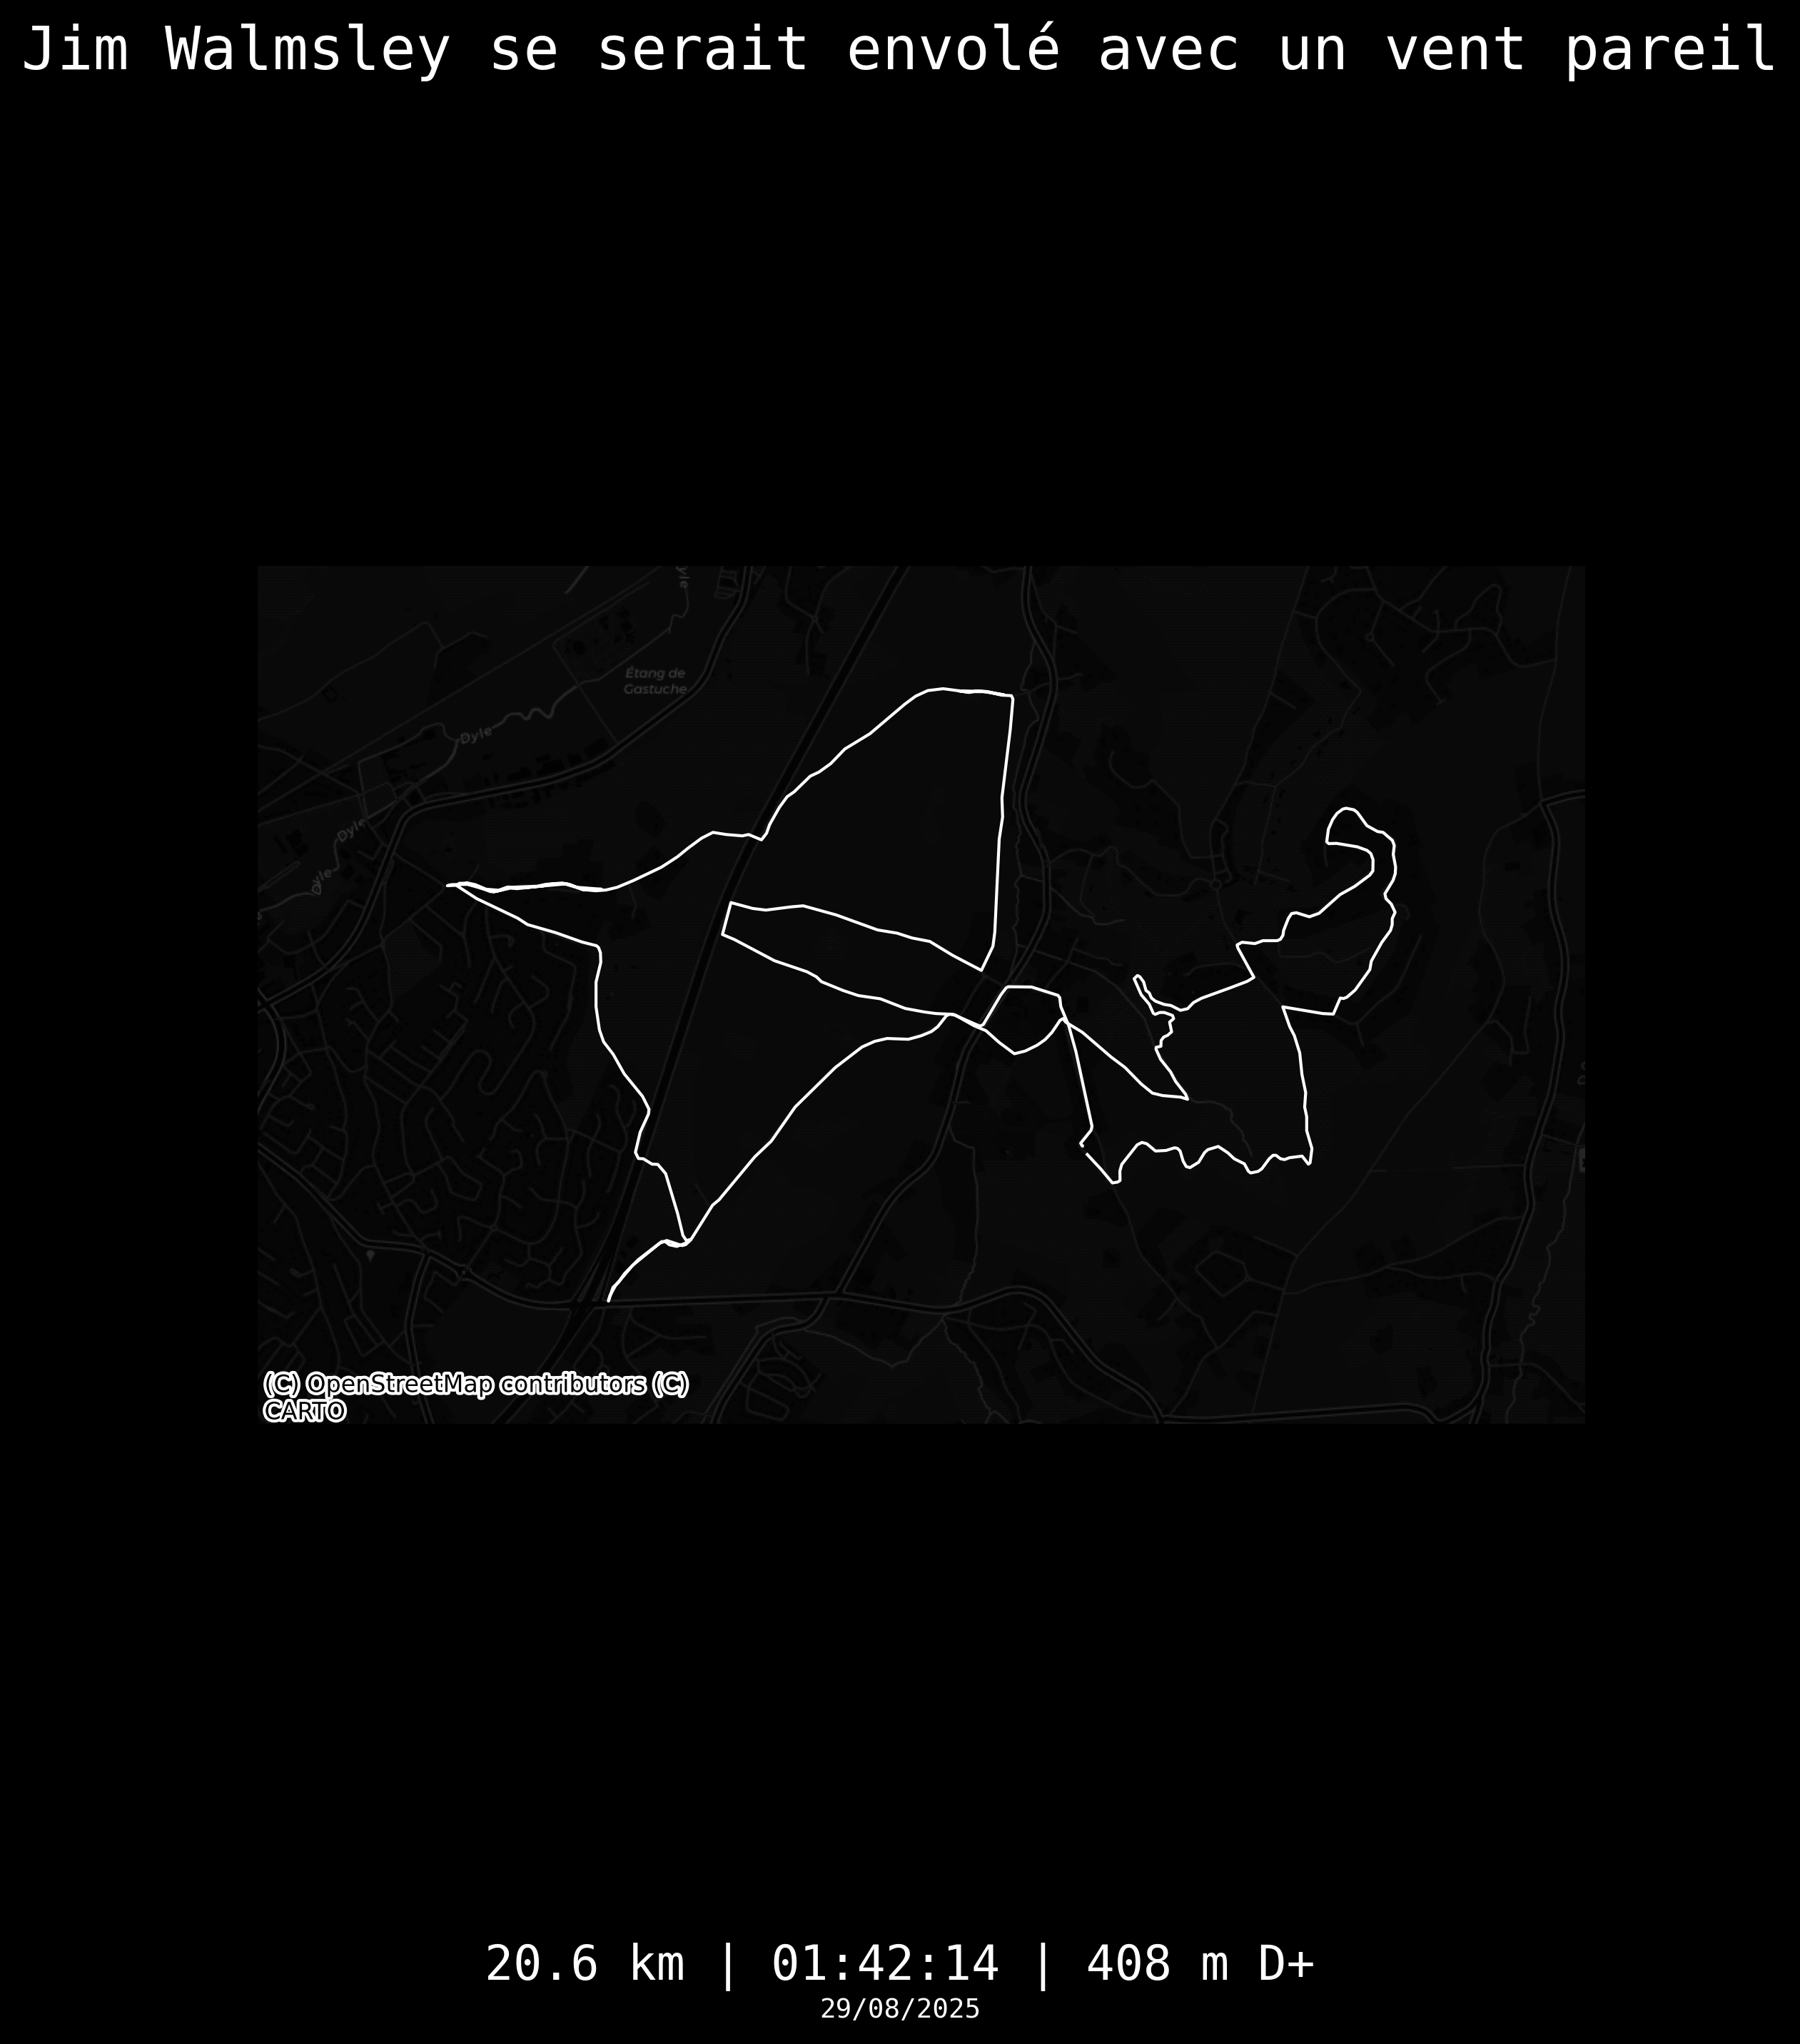 Jim Walmsley se serait envolé avec un vent pareil
yle
Étang de
Gastuche
Dyle
Dyle
Dyle
(C) OpenStreetMap contributors (C)
CARTO
20.6 km | 01:42:14 | 408 m D+
29/08/2025